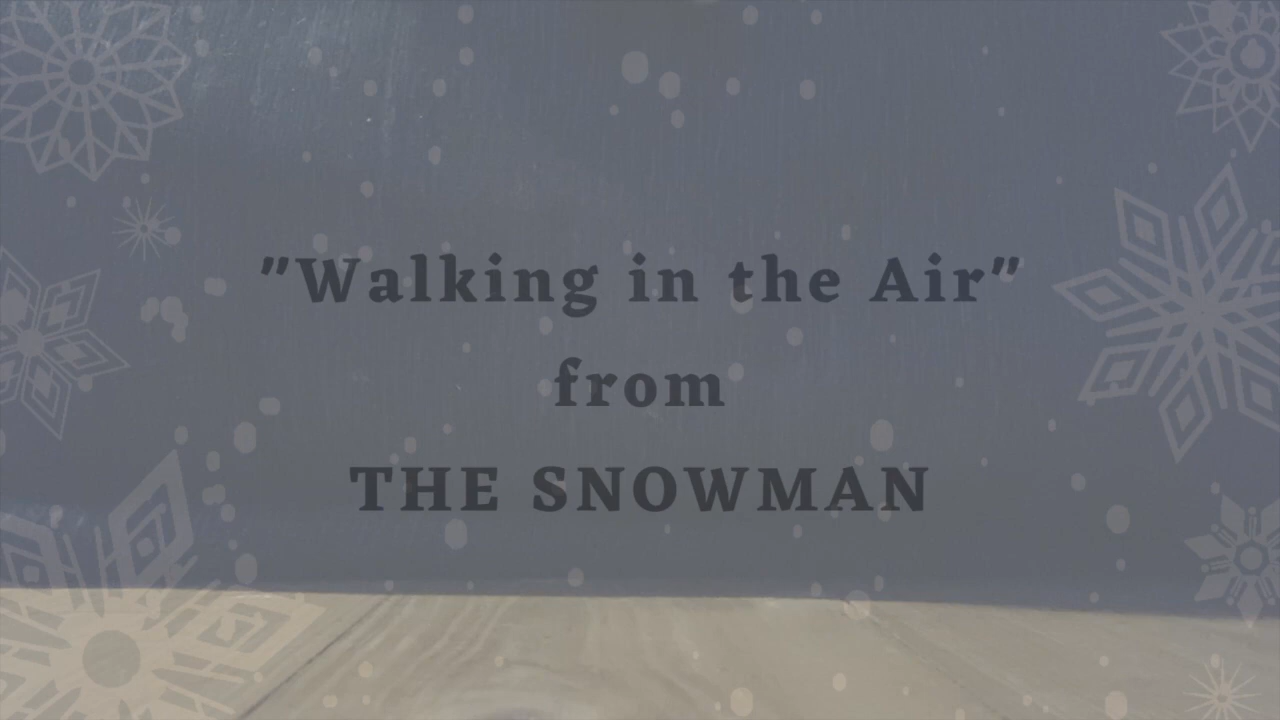 "Walking in the Air"
from
THE SNOWMAN